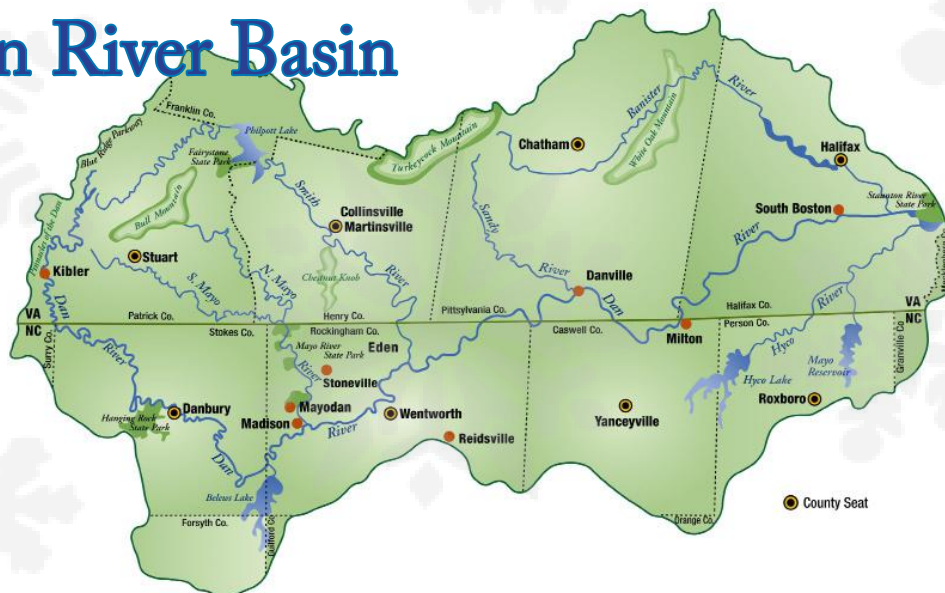 n River Basin
Franklin Co.
Blue Ridge Parkway
Philpott Lake
Fairystone
State Park
Turkeycock Mountain
Banister
River
White Oak Mountain
Chatham
Halifax
Staunton River
State Park
South Boston
Pinnacles of the Dan
Bull Mountain
Smith
River
Collinsville
Martinsville
Sandy
River
River
Stuart
Kibler
S. Mayo
N. Mayo
Chestnut Knob
Danville
Dan
River
Dan
VA
NC
Patrick Co.
Henry Co.
Pittsylvania Co.
Halifax Co.
VA
NC
Surry Co.
Stokes Co.
Rockingham Co.
Caswell Co.
Person Co.
Granville Co.
River
Mayo River
State Park
Eden
Milton
Hyco
Mayo
Reservoir
River
Stoneville
Hyco Lake
Hanging Rock
State Park
Danbury
Mayodan
Madison
River
Wentworth
Yanceyville
Roxboro
Reidsville
Dan
Belews Lake
Forsyth Co.
Guilford Co.
Orange Co.
County Seat